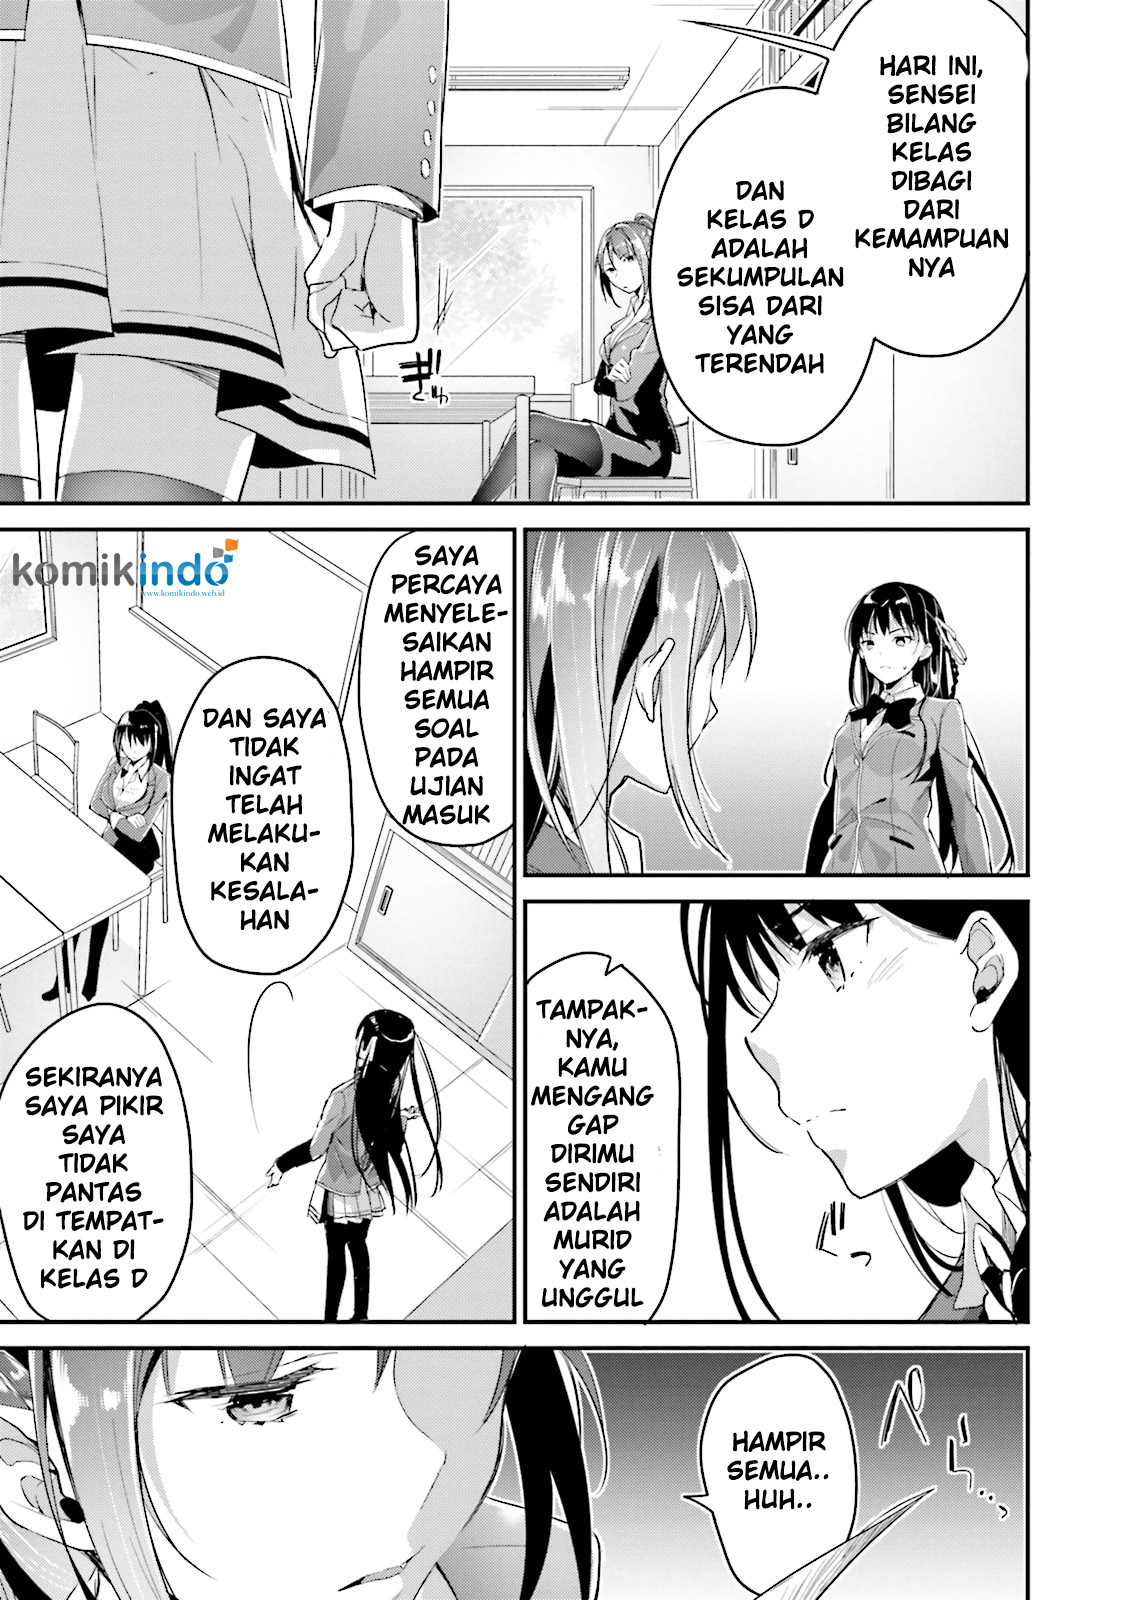 HARI INI,
SENSEI
BILANG
KELAS
DIBAGI
DARI
KEMAMPUAN
NYA
DAN
KELAS D
ADALAH
SEKUMPULAN
SISA DARI
YANG
TERENDAH
ぎゅ
TAMPAK-
NYA,
KAMU
MENGANG
GAP
DIRIMU
SENDIRI
ADALAH
MURID
YANG
UNGGUL
komikindo
www.komikindo.web.id
SAYA
PERCAYA
MENYELE-
SAIKAN
HAMPIR
SEMUA
SOAL
PADA
UJIAN
MASUK
DAN SAYA
TIDAK
INGAT
TELAH
MELAKU-
KAN
KESALA-
HAN
SEKIRANYA
SAYA PIKIR
SAYA
TIDAK
PANTAS
DI TEMPAT-
KAN DI
KELAS D
HAMPIR
SEMUA..
HUH..